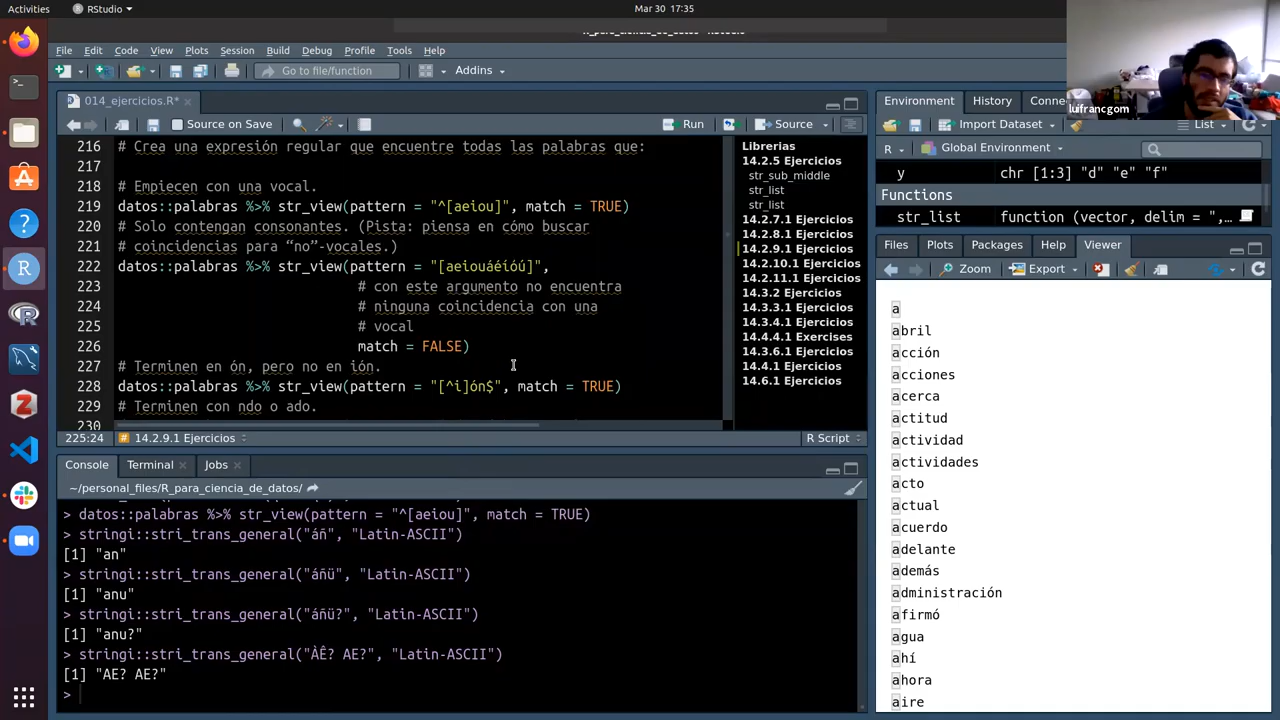 Activities
RStudio
Mar 30 17:35
File Edit Code View Plots Session Build Debug Profile Tools Help
Go to file/function
Addins
luifrancgom
014_ejercicios.R*
Source on Save
Run
Source
216 # Crea una expresión regular que encuentre todas las palabras que:
217
218 # Empiecen con una vocal.
219 datos::palabras %>% str_view(pattern = "^[aeiou]", match = TRUE)
220 # Solo contengan consonantes. (Pista: piensa en cómo buscar
221 # coincidencias para “no”-vocales.)
222 datos::palabras %>% str_view(pattern = "[aeiouáéíóú]",
223 # con este argumento no encuentra
224 # ninguna coincidencia con una
225 # vocal
226 match = FALSE)
227 # Terminen en ón, pero no en ión.
228 datos::palabras %>% str_view(pattern = "[^i]ón$", match = TRUE)
229 # Terminen con ndo o ado.
230
225:24
14.2.9.1 Ejercicios
R Script
Librerias
14.2.5 Ejercicios
str_sub_middle
str_list
str_list
14.2.7.1 Ejercicios
14.2.8.1 Ejercicios
14.2.9.1 Ejercicios
14.2.10.1 Ejercicios
14.2.11.1 Ejercicios
14.3.2 Ejercicios
14.3.3.1 Ejercicios
14.3.4.1 Ejercicios
14.4.4.1 Exercises
14.3.6.1 Ejercicios
14.4.1 Ejercicios
14.6.1 Ejercicios
Console Terminal Jobs
~/personal_files/R_para_ciencia_de_datos/
> datos::palabras %>% str_view(pattern = "^[aeiou]", match = TRUE)
> stringi::stri_trans_general("áñ", "Latin-ASCII")
[1] "an"
> stringi::stri_trans_general("áñü", "Latin-ASCII")
[1] "anu"
> stringi::stri_trans_general("áñü?", "Latin-ASCII")
[1] "anu?"
> stringi::stri_trans_general("ÀÊ? AE?", "Latin-ASCII")
[1] "AE? AE?"
>
Environment History
Import Dataset
List
R
Global Environment
y chr [1:3] "d" "e" "f"
Functions
str_list function (vector, delim = ",…
Files Plots Packages Help Viewer
Zoom
Export
a
abril
acción
acciones
acerca
actitud
actividad
actividades
acto
actual
acuerdo
adelante
además
administración
afirmó
agua
ahí
ahora
aire